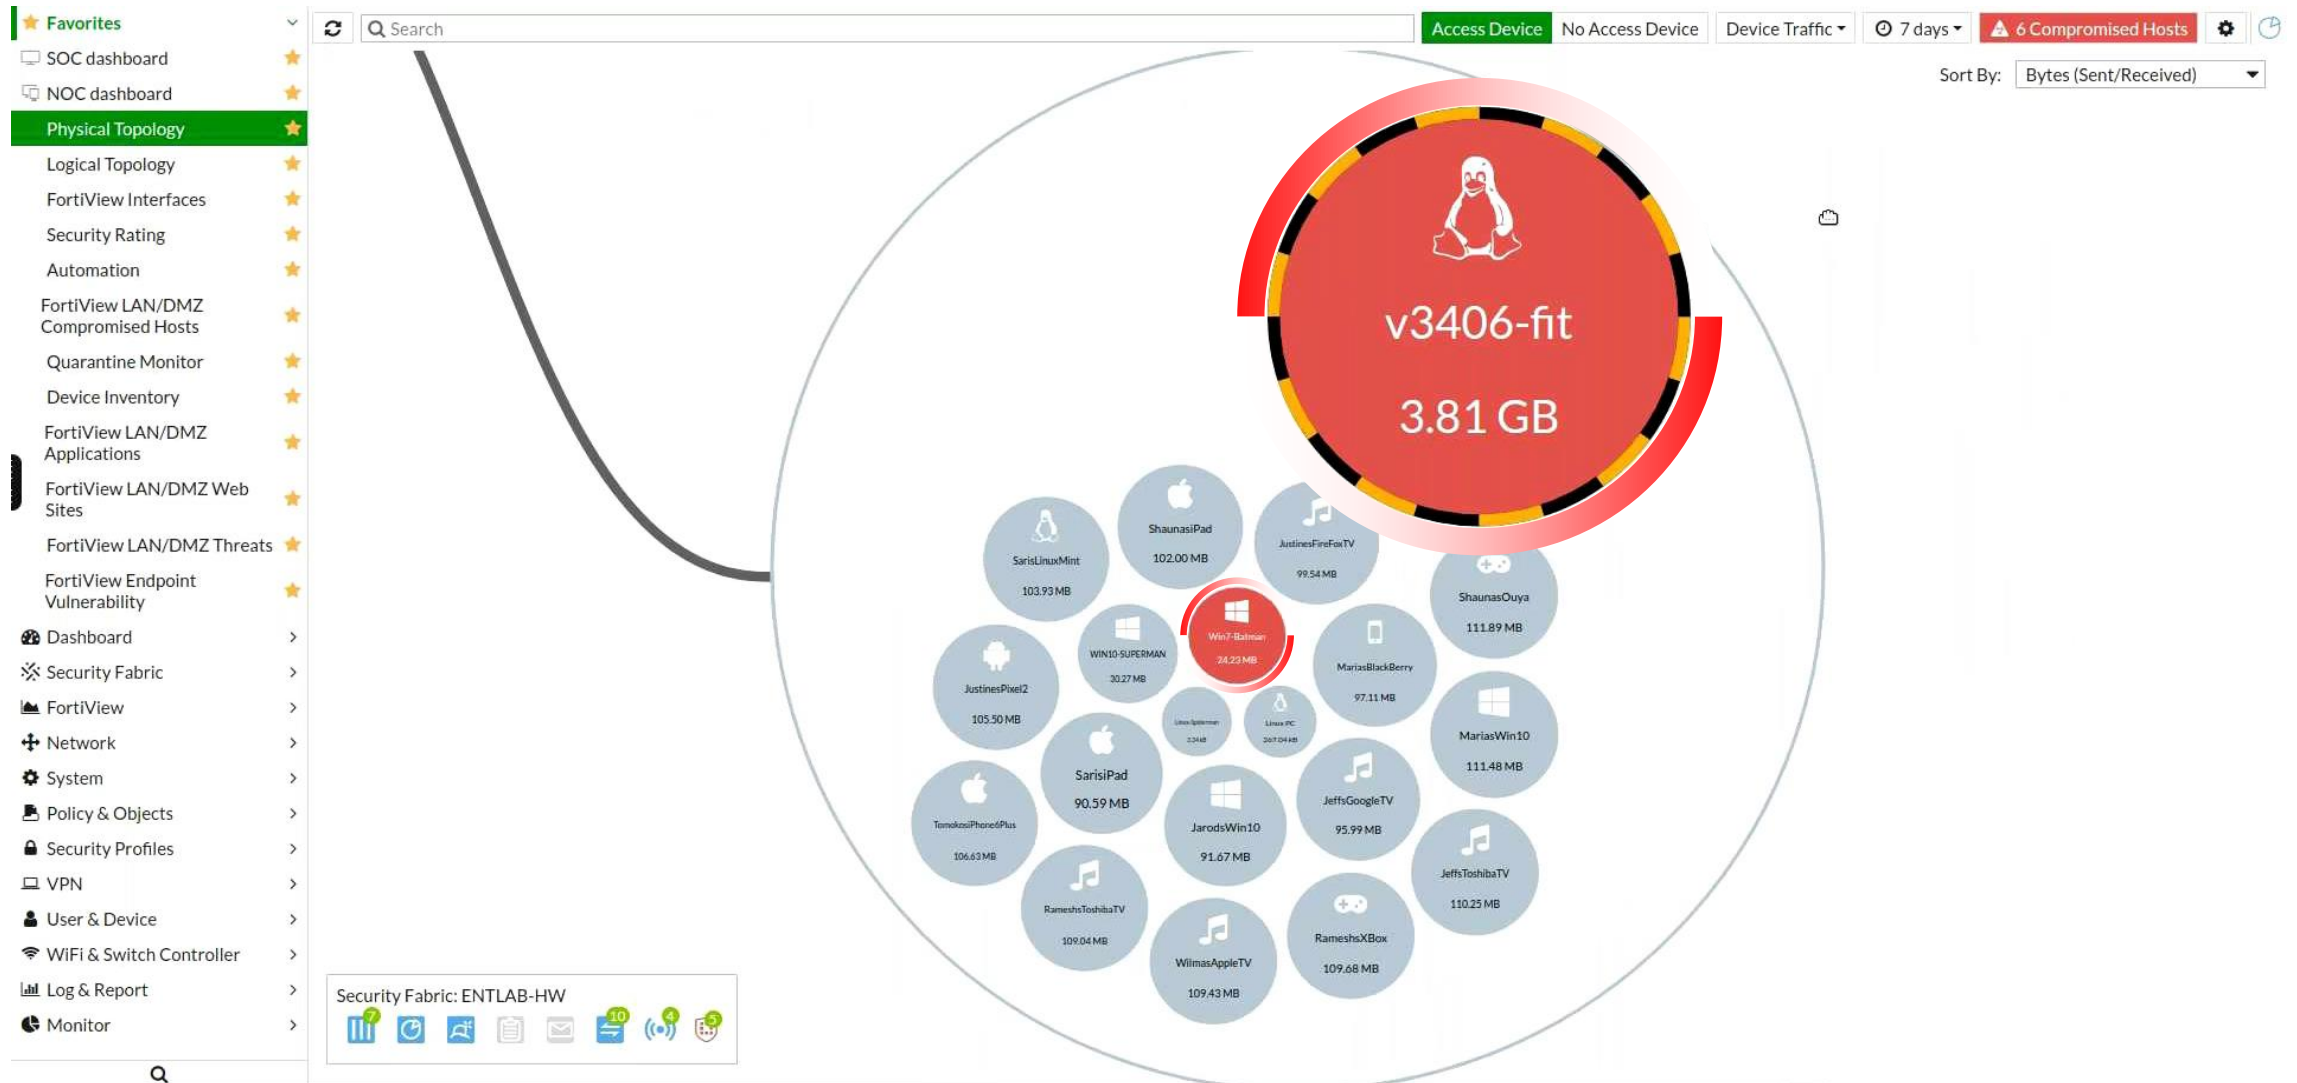 Favorites
SOC dashboard
NOC dashboard
Physical Topology
Logical Topology
FortiView Interfaces
Security Rating
Automation
FortiView LAN/DMZ
Compromised Hosts
Quarantine Monitor
Device Inventory
FortiView LAN/DMZ
Applications
FortiView LAN/DMZ Web
Sites
FortiView LAN/DMZ Threats
FortiView Endpoint
Vulnerability
Dashboard
Security Fabric
FortiView
Network
System
Policy & Objects
Security Profiles
VPN
User & Device
WiFi & Switch Controller
Log & Report
Monitor
Search
Access Device
No Access Device
Device Traffic
7 days
6 Compromised Hosts
Sort By:
Bytes (Sent/Received)
v3406-fit
3.81 GB
ShaunasiPad
102.00 MB
JustinesFireFoxTV
99.54 MB
SarisLinuxMint
103.93 MB
ShaunasOuya
111.89 MB
Win7-Batman
24.23 MB
WIN10-SUPERMAN
30.27 MB
MariasBlackBerry
97.11 MB
JustinesPixel2
105.50 MB
Linux Spiderman
Linux PC
367.04 kB
MariasWin10
111.48 MB
SarisiPad
90.59 MB
JeffsGoogleTV
95.99 MB
TomokosiPhone6Plus
106.63 MB
JarodsWin10
91.67 MB
JeffsToshibaTV
110.25 MB
RameshsToshibaTV
109.04 MB
RameshsXBox
109.68 MB
WilmasAppleTV
109.43 MB
Security Fabric: ENTLAB-HW
7
10
4
5